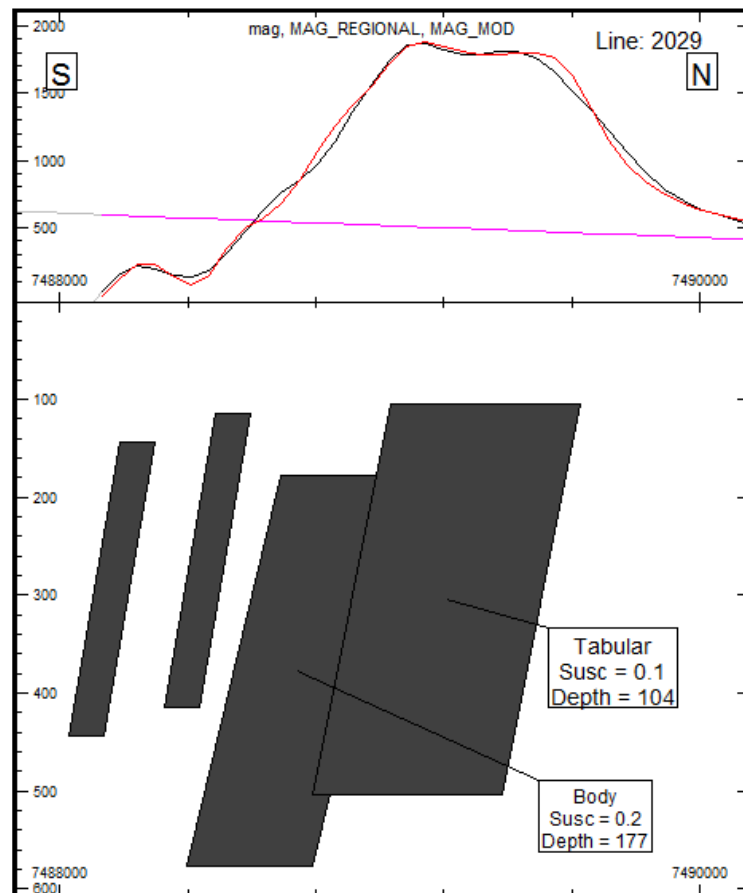 mag, MAG_REGIONAL, MAG_MOD
Line: 2029
S
N
2000
1500
1000
500
7488000
7490000
100
200
300
400
500
600
Tabular
Susc = 0.1
Depth = 104
Body
Susc = 0.2
Depth = 177
7488000
7490000